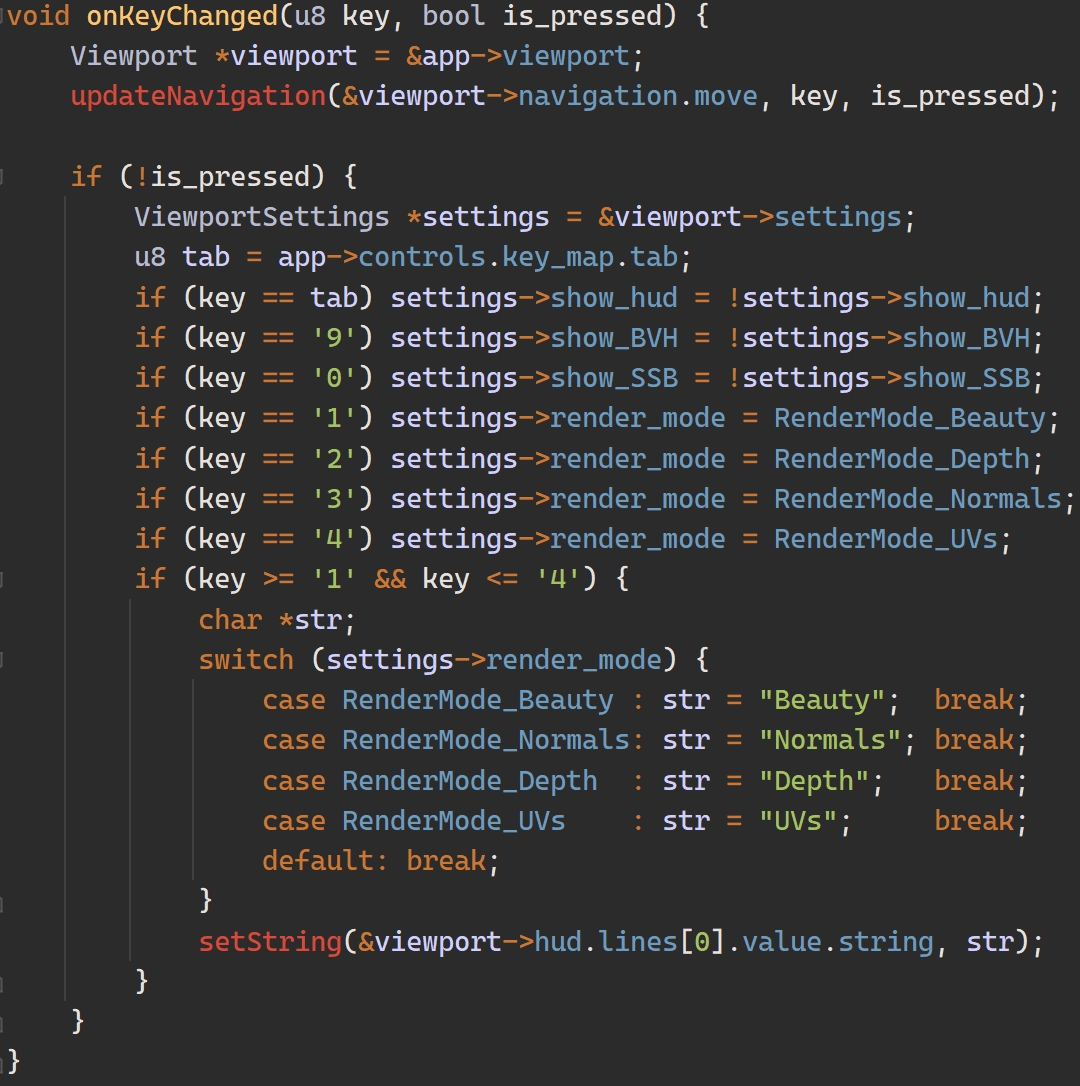 void onKeyChanged(u8 key, bool is_pressed) {
    Viewport *viewport = &app->viewport;
    updateNavigation(&viewport->navigation.move, key, is_pressed);

    if (!is_pressed) {
        ViewportSettings *settings = &viewport->settings;
        u8 tab = app->controls.key_map.tab;
        if (key == tab) settings->show_hud = !settings->show_hud;
        if (key == '9') settings->show_BVH = !settings->show_BVH;
        if (key == '0') settings->show_SSB = !settings->show_SSB;
        if (key == '1') settings->render_mode = RenderMode_Beauty;
        if (key == '2') settings->render_mode = RenderMode_Depth;
        if (key == '3') settings->render_mode = RenderMode_Normals;
        if (key == '4') settings->render_mode = RenderMode_UVs;
        if (key >= '1' && key <= '4') {
            char *str;
            switch (settings->render_mode) {
                case RenderMode_Beauty : str = "Beauty";  break;
                case RenderMode_Normals: str = "Normals"; break;
                case RenderMode_Depth  : str = "Depth";   break;
                case RenderMode_UVs    : str = "UVs";     break;
                default: break;
            }
            setString(&viewport->hud.lines[0].value.string, str);
        }
    }
}